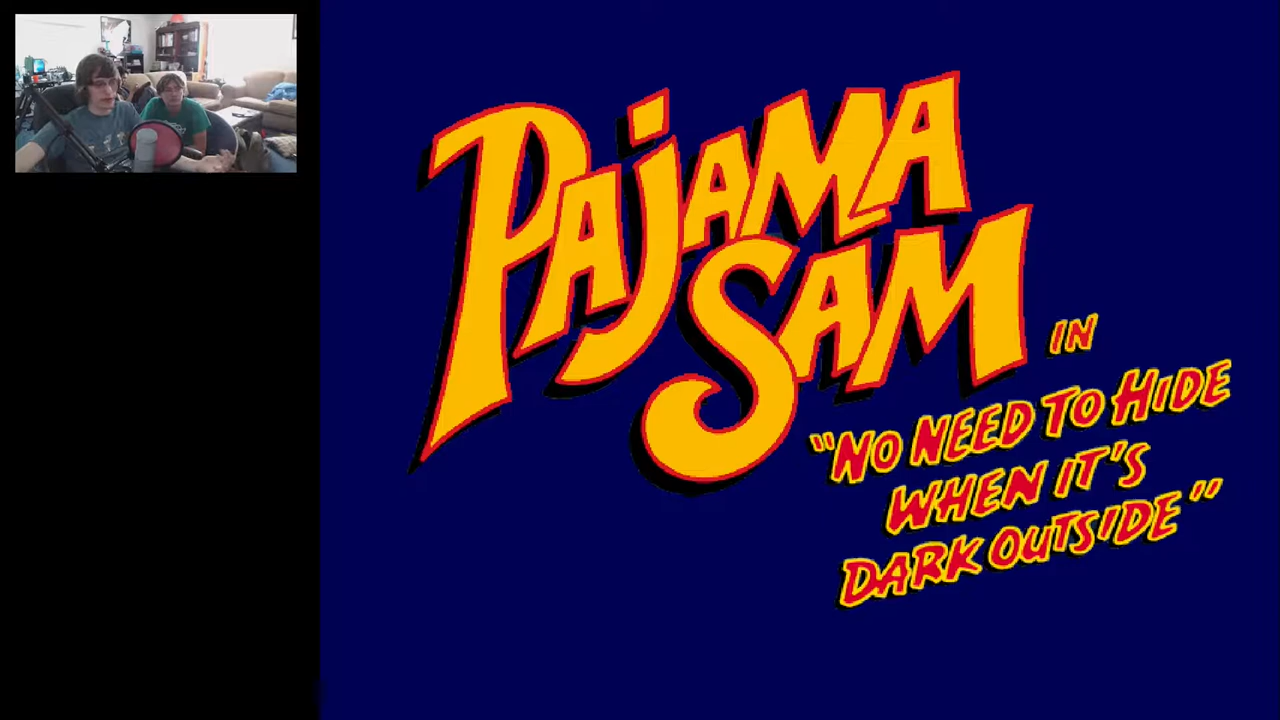 PAJAMA
SAM
IN
"NO NEED TO HIDE
WHEN IT'S
DARK OUTSIDE"